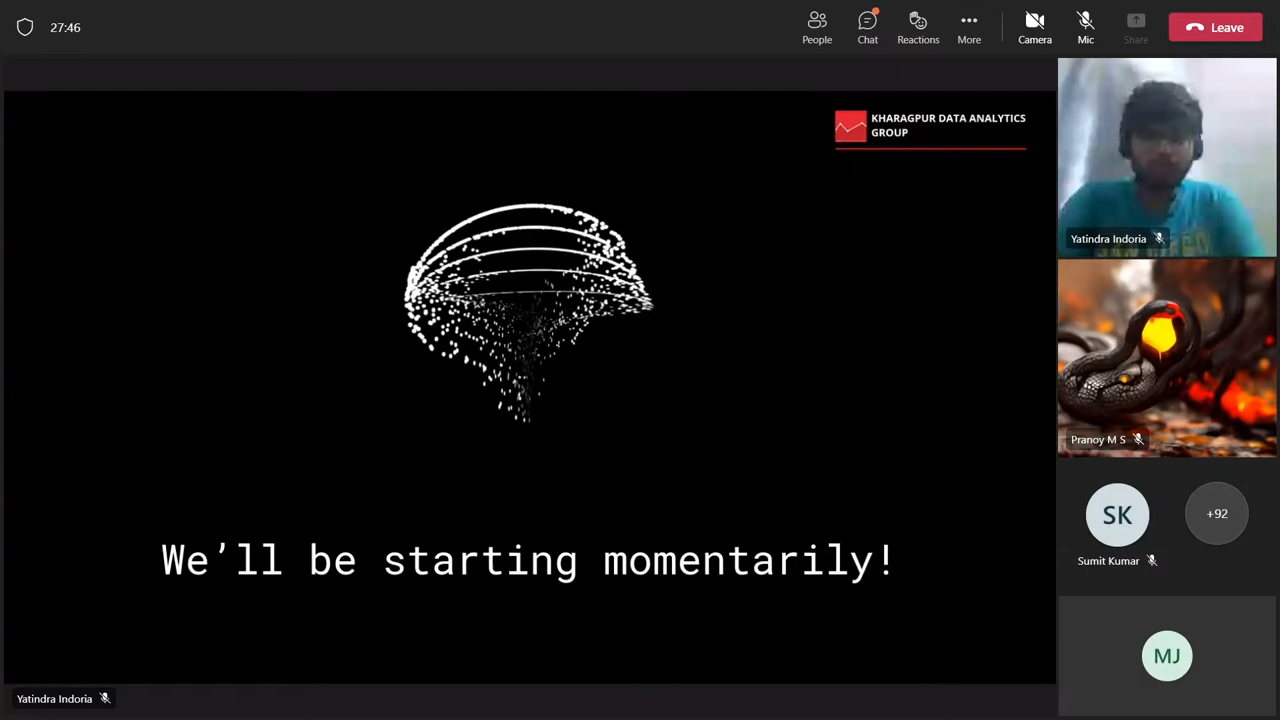 27:46
People
Chat
Reactions
More
Camera
Mic
Share
Leave
KHARAGPUR DATA ANALYTICS
GROUP
We’ll be starting momentarily!
Yatindra Indoria
Yatindra Indoria
Pranoy M S
SK
+92
Sumit Kumar
MJ